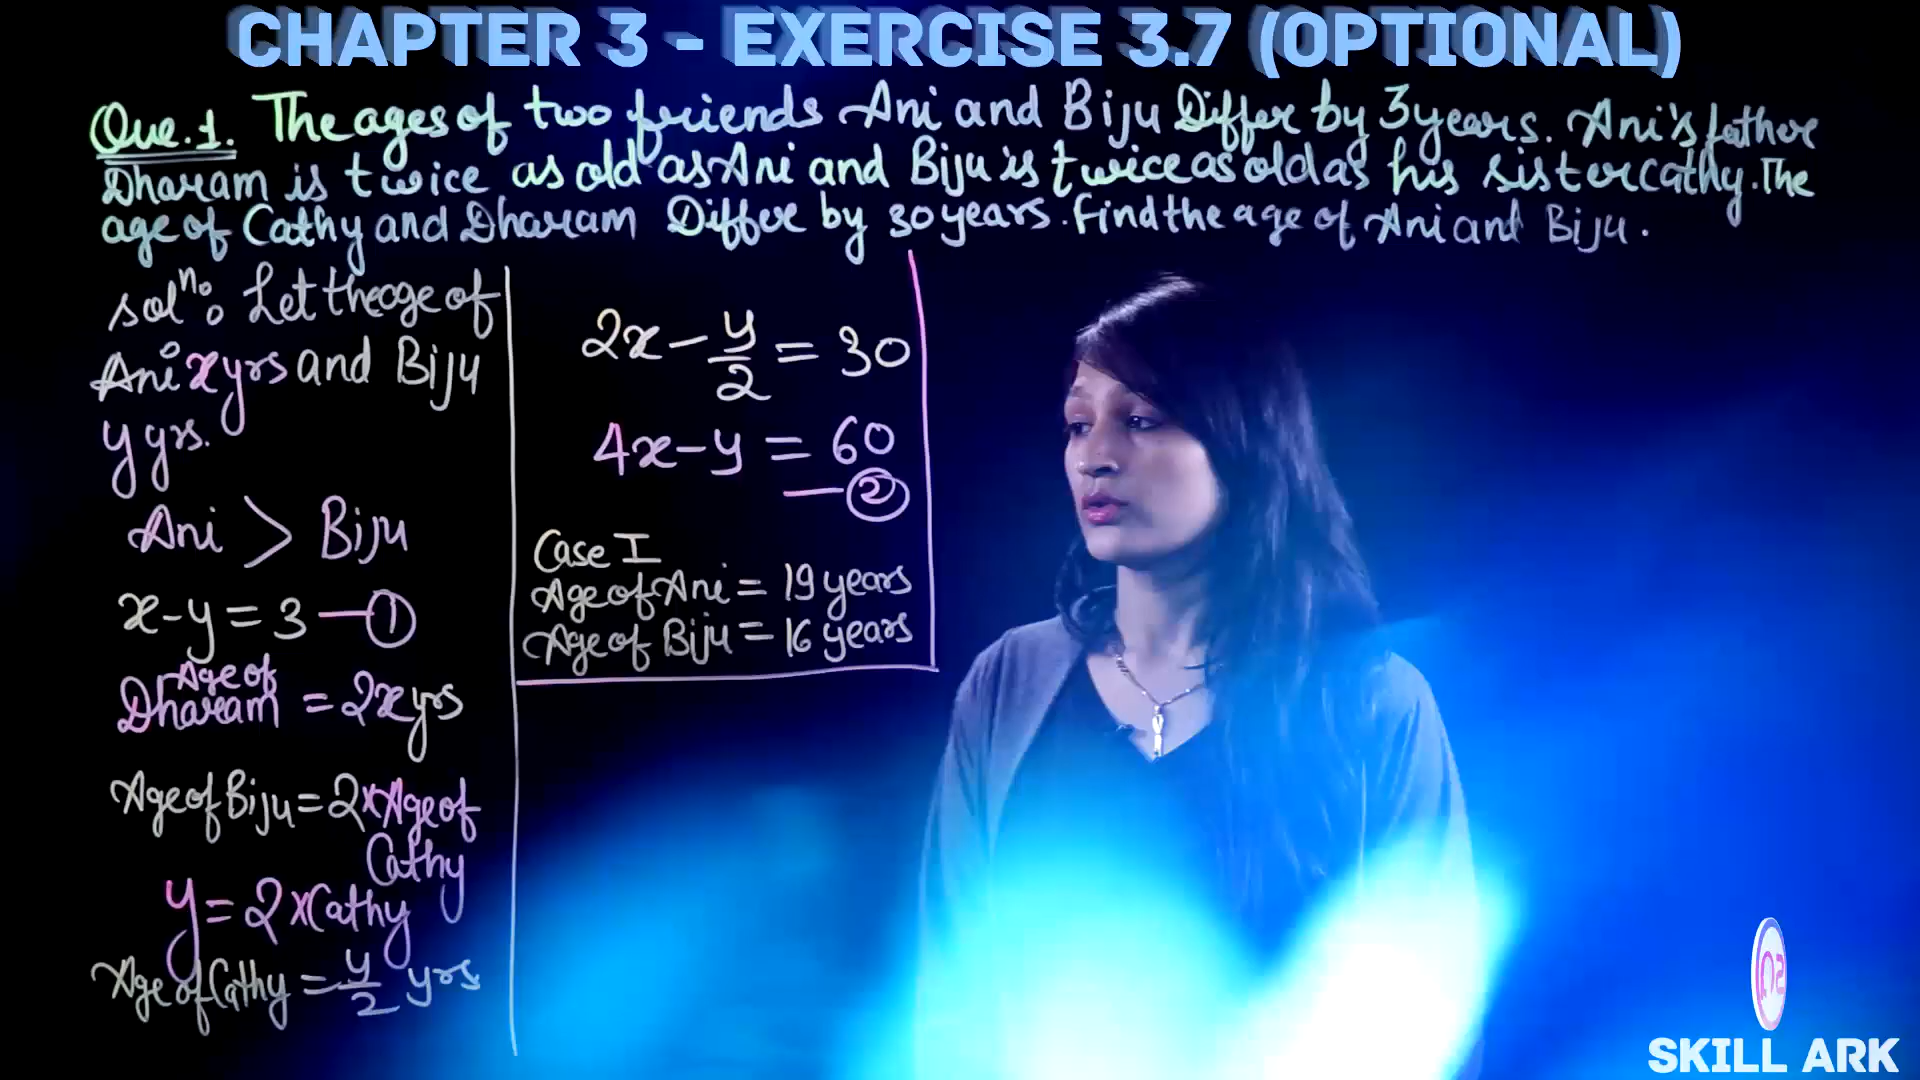 CHAPTER 3 - EXERCISE 3.7 (OPTIONAL)
Que.1. The ages of two friends Ani and Biju Differ by 3 years. Ani's father
Dharam is twice as old as Ani and Biju is twice as old as his sister Cathy. The
age of Cathy and Dharam Differ by 30 years. Find the age of Ani and Biju.
solⁿ: Let the age of
Ani x yrs and Biju
y yrs.
Ani > Biju
x-y = 3 — ①
Age of
Dharam = 2x yrs
Age of Biju = 2×Age of
Cathy
y = 2×Cathy
Age of Cathy = y/2 yrs
2x - y/2 = 30
4x - y = 60
— ②
Case I
Age of Ani = 19 years
Age of Biju = 16 years
SKILL ARK